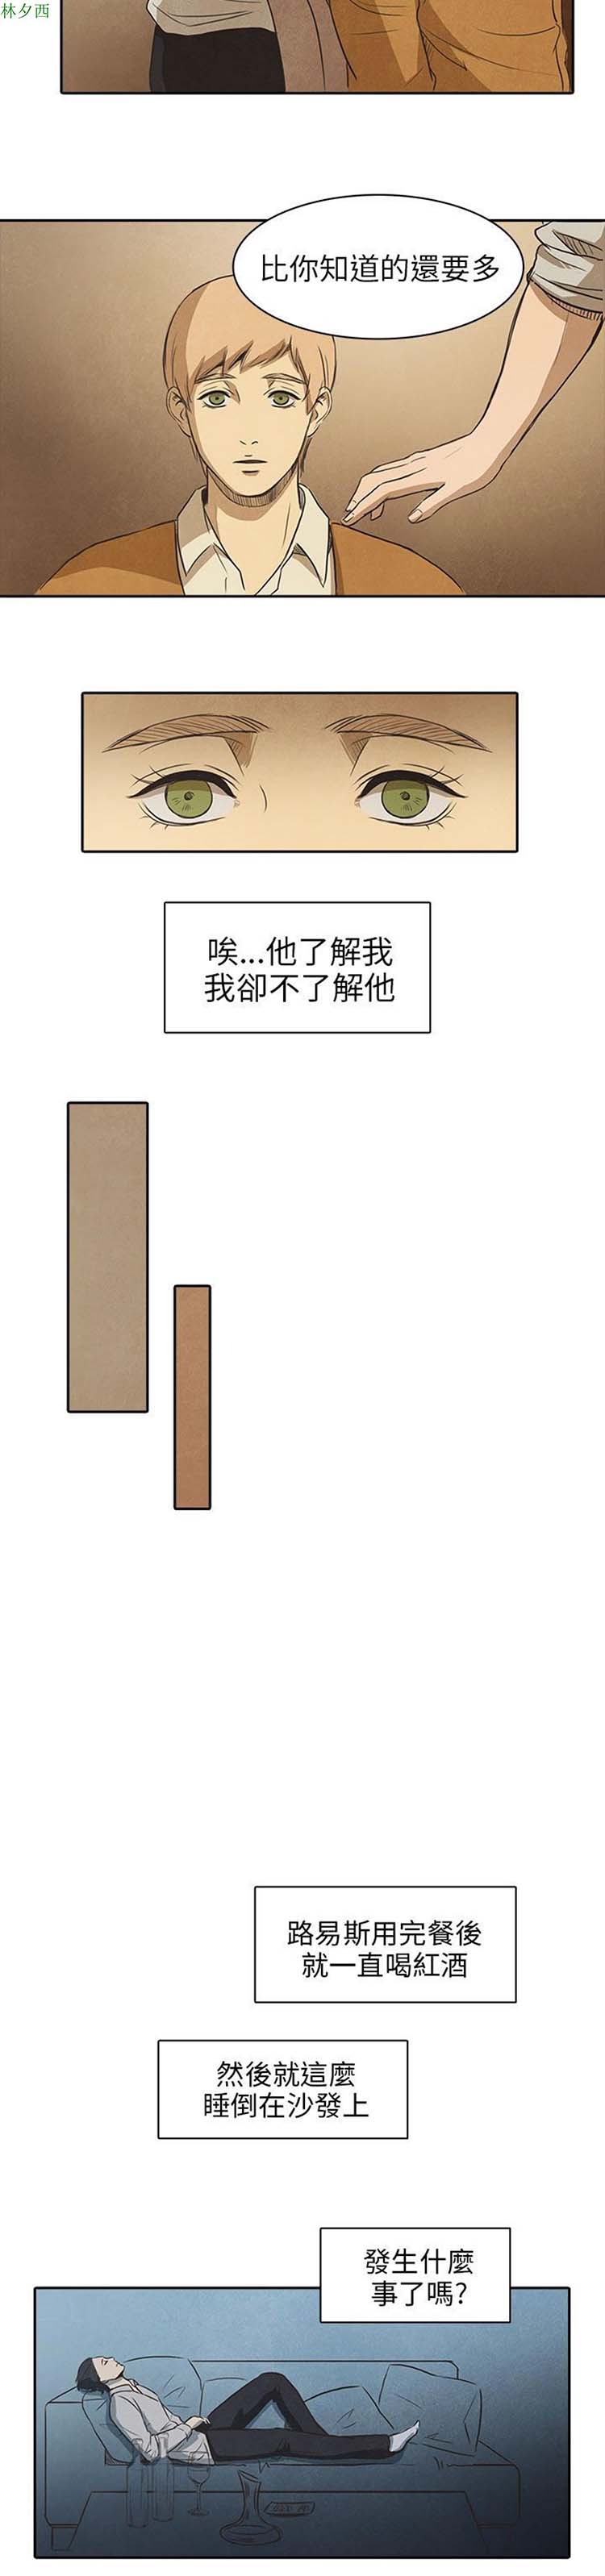 林夕西
比你知道的還要多
唉...他了解我
我卻不了解他
路易斯用完餐後
就一直喝紅酒
然後就這麼
睡倒在沙發上
發生什麼
事了嗎?